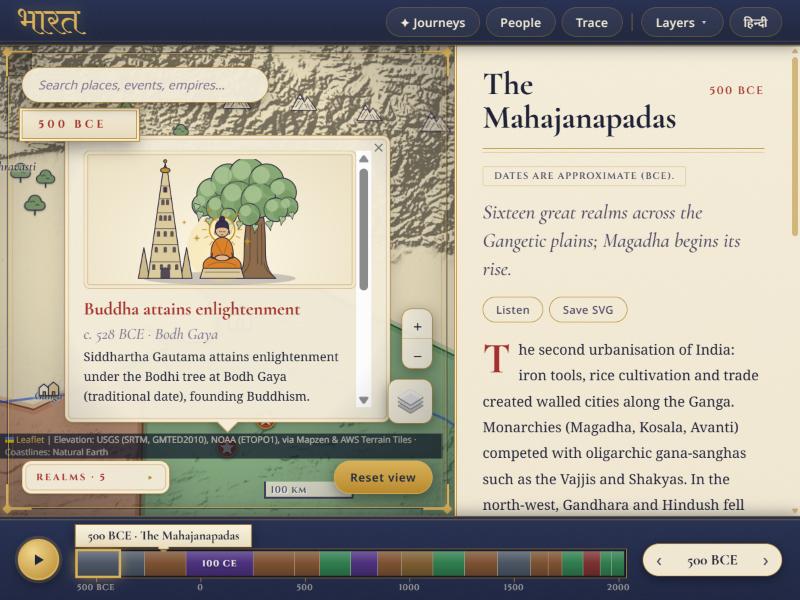 भारत
✦ Journeys
People
Trace
Layers
हिन्दी
Search places, events, empires...
500 BCE
Buddha attains enlightenment
c. 528 BCE · Bodh Gaya
Siddhartha Gautama attains enlightenment
under the Bodhi tree at Bodh Gaya
(traditional date), founding Buddhism.
+
−
Leaflet | Elevation: USGS (SRTM, GMTED2010), NOAA (ETOPO1), via Mapzen & AWS Terrain Tiles ·
Coastlines: Natural Earth
REALMS · 5
100 KM
Reset view
The
Mahajanapadas
500 BCE
DATES ARE APPROXIMATE (BCE).
Sixteen great realms across the
Gangetic plains; Magadha begins its
rise.
Listen
Save SVG
The second urbanisation of India:
iron tools, rice cultivation and trade
created walled cities along the Ganga.
Monarchies (Magadha, Kosala, Avanti)
competed with oligarchic gana-sanghas
such as the Vajjis and Shakyas. In the
north-west, Gandhara and Hindush fell
500 BCE · The Mahajanapadas
100 CE
500 BCE
0
500
1000
1500
2000
‹ 500 BCE ›